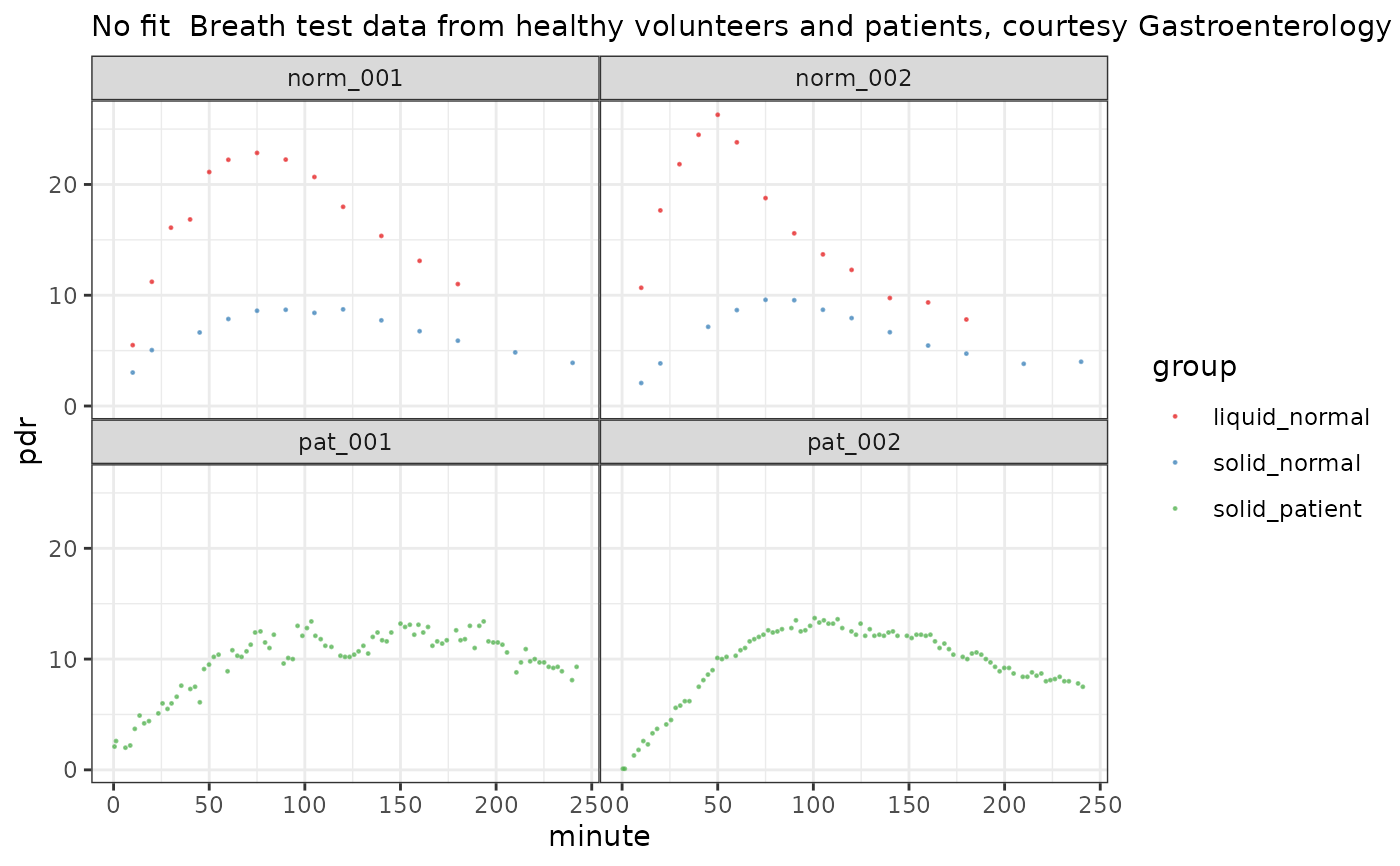 No fit  Breath test data from healthy volunteers and patients, courtesy Gastroenterology
norm_001
norm_002
20
10
0
pat_001
pat_002
20
10
0
0 50 100 150 200 250
0 50 100 150 200 250
minute
pdr
group
liquid_normal
solid_normal
solid_patient